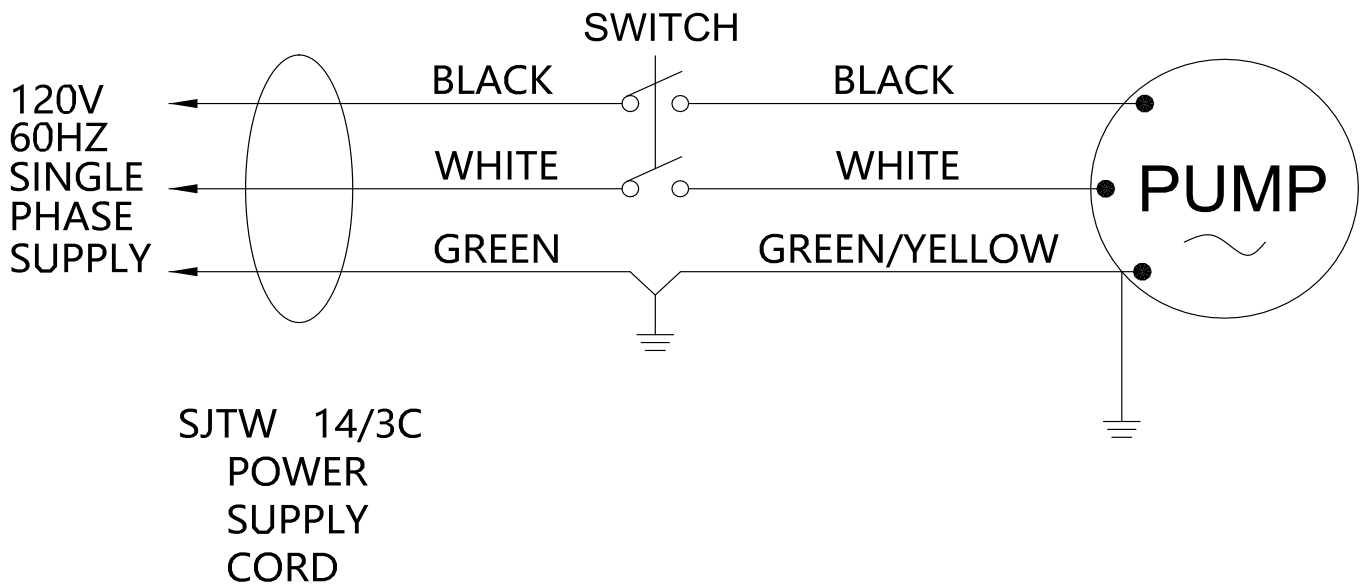 SWITCH
BLACK BLACK
120V
60HZ
WHITE WHITE
SINGLE
PHASE
SUPPLY
GREEN GREEN/YELLOW
PUMP
SJTW 14/3C
POWER
SUPPLY
CORD